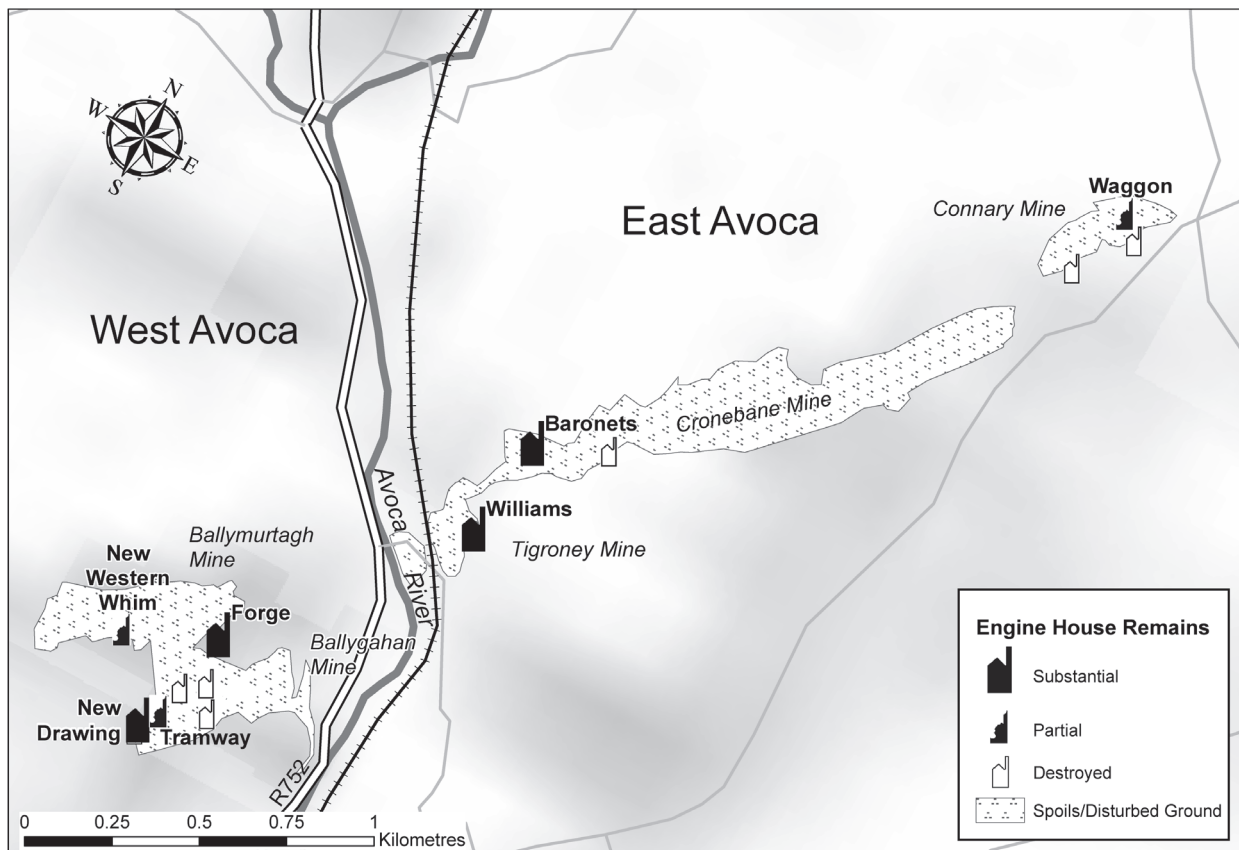 N
W
E
S
Waggon
Connary Mine
East Avoca
West Avoca
Cronebane Mine
Baronets
Avoca
River
Williams
Tigroney Mine
Ballymurtagh
Mine
New
Western
Whim
Forge
Ballygahan
Mine
New
Drawing
Tramway
R752
0 0.25 0.5 0.75 1
Kilometres
Engine House Remains
Substantial
Partial
Destroyed
Spoils/Disturbed Ground